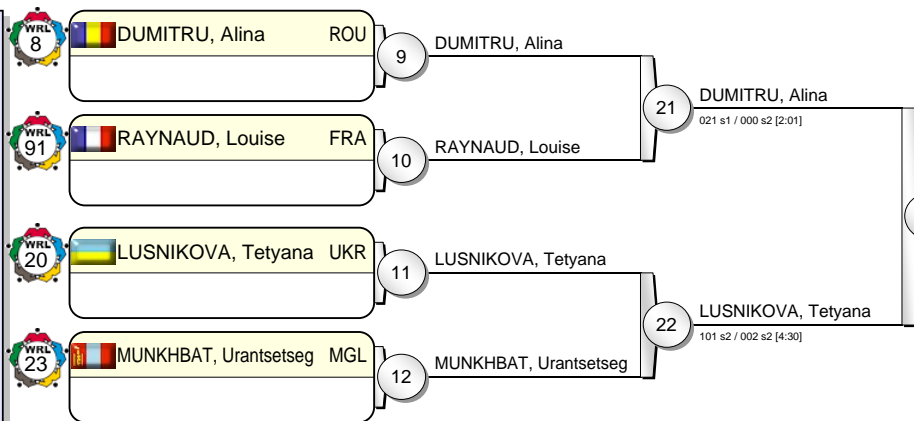 WRL
8
DUMITRU, Alina ROU
9
DUMITRU, Alina
21
DUMITRU, Alina
021 s1 / 000 s2 [2:01]
WRL
91
RAYNAUD, Louise FRA
10
RAYNAUD, Louise
WRL
20
LUSNIKOVA, Tetyana UKR
11
LUSNIKOVA, Tetyana
22
LUSNIKOVA, Tetyana
101 s2 / 002 s2 [4:30]
WRL
23
MUNKHBAT, Urantsetseg MGL
12
MUNKHBAT, Urantsetseg